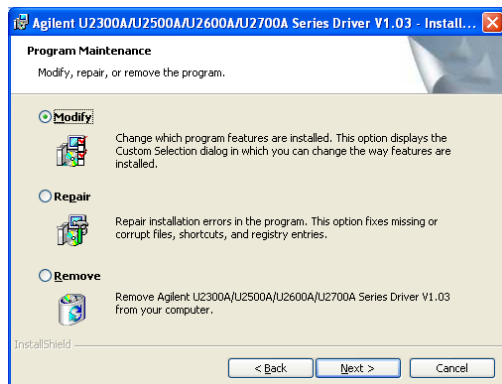 Agilent U2300A/U2500A/U2600A/U2700A Series Driver V1.03 - Install...
Program Maintenance
Modify, repair, or remove the program.
Modify
Change which program features are installed. This option displays the
Custom Selection dialog in which you can change the way features are
installed.
Repair
Repair installation errors in the program. This option fixes missing or
corrupt files, shortcuts, and registry entries.
Remove
Remove Agilent U2300A/U2500A/U2600A/U2700A Series Driver V1.03
from your computer.
InstallShield
< Back Next > Cancel